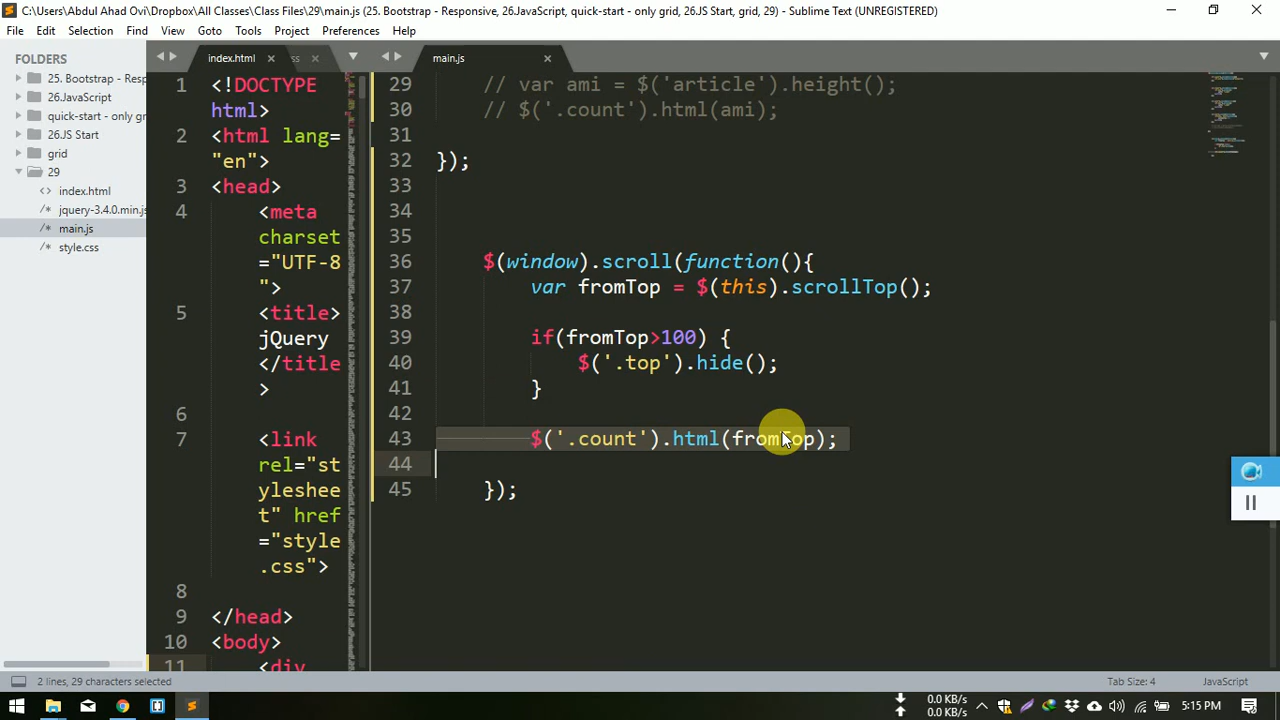 C:\Users\Abdul Ahad Ovi\Dropbox\All Classes\Class Files\29\main.js (25. Bootstrap - Responsive, 26.JavaScript, quick-start - only grid, 26.JS Start, grid, 29) - Sublime Text (UNREGISTERED)
File Edit Selection Find View Goto Tools Project Preferences Help
FOLDERS
25. Bootstrap - Resp
26.JavaScript
quick-start - only gr
26.JS Start
grid
29
<> index.html
/* jquery-3.4.0.min.js
/* main.js
/* style.css
index.html ×
ss ×
1 <!DOCTYPE
html>
2 <html lang=
"en">
3 <head>
4 <meta
charset
="UTF-8
">
5 <title>
jQuery
</title
>
6
7 <link
rel="st
yleshee
t" href
="style
.css">
8
9 </head>
10 <body>
11 <div
main.js ×
29 // var ami = $('article').height();
30 // $('.count').html(ami);
31
32 });
33
34
35
36 $(window).scroll(function(){
37 var fromTop = $(this).scrollTop();
38
39 if(fromTop>100) {
40 $('.top').hide();
41 }
42
43 $('.count').html(fromTop);
44
45 });
2 lines, 29 characters selected
Tab Size: 4
JavaScript
0.0 KB/s
0.0 KB/s
5:15 PM